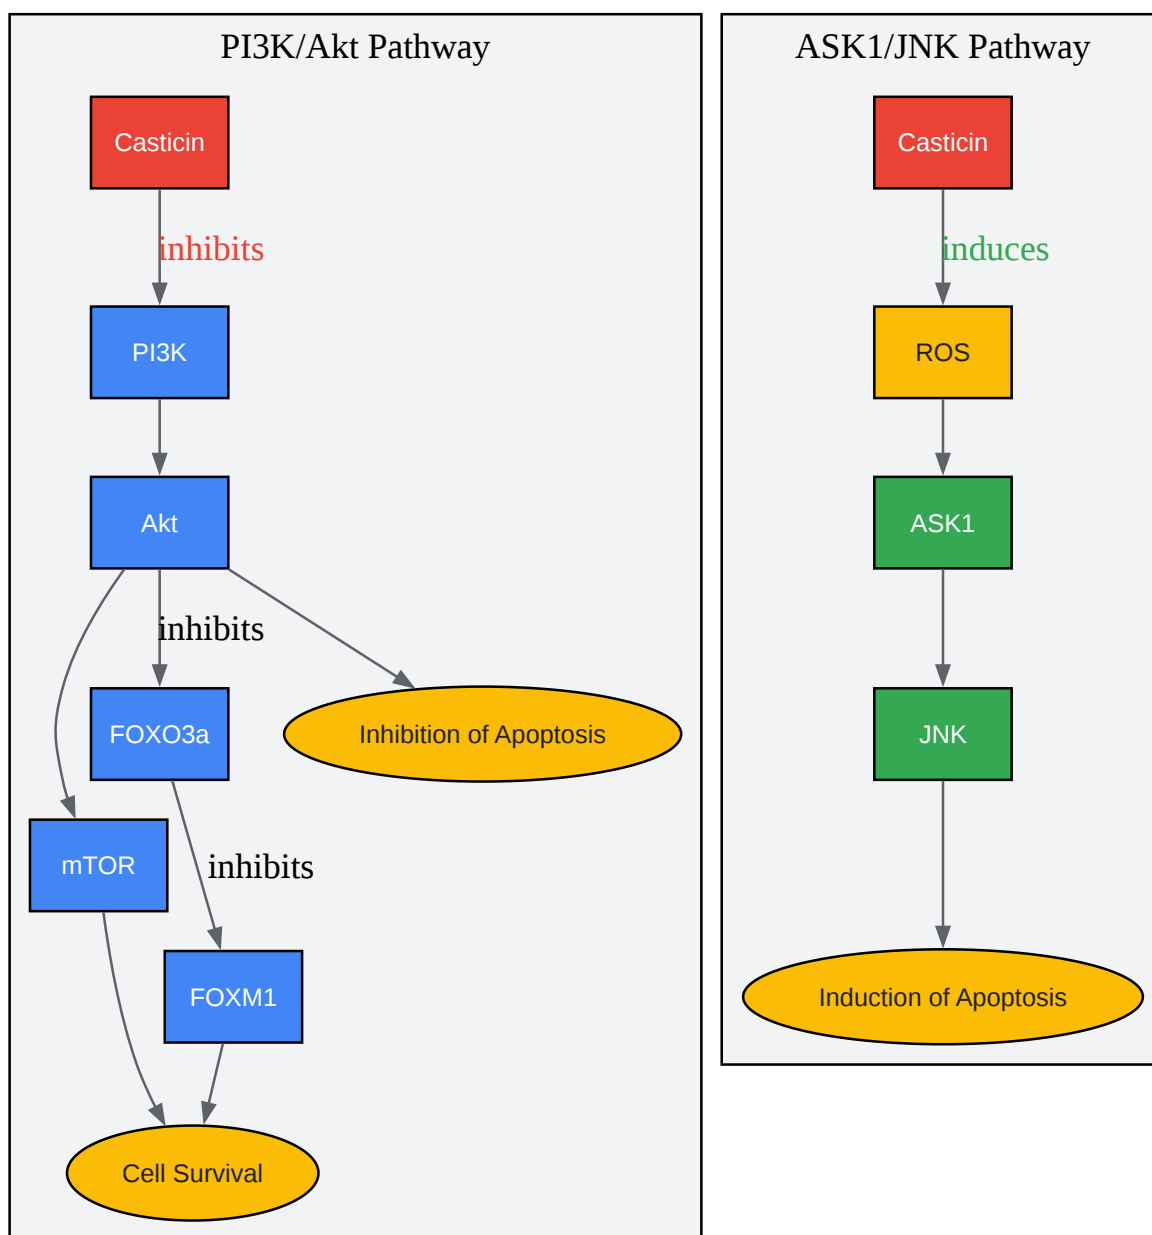 PI3K/Akt Pathway
Casticin
inhibits
PI3K
Akt
inhibits
FOXO3a
Inhibition of Apoptosis
mTOR
inhibits
FOXM1
Cell Survival
ASK1/JNK Pathway
Casticin
induces
ROS
ASK1
JNK
Induction of Apoptosis